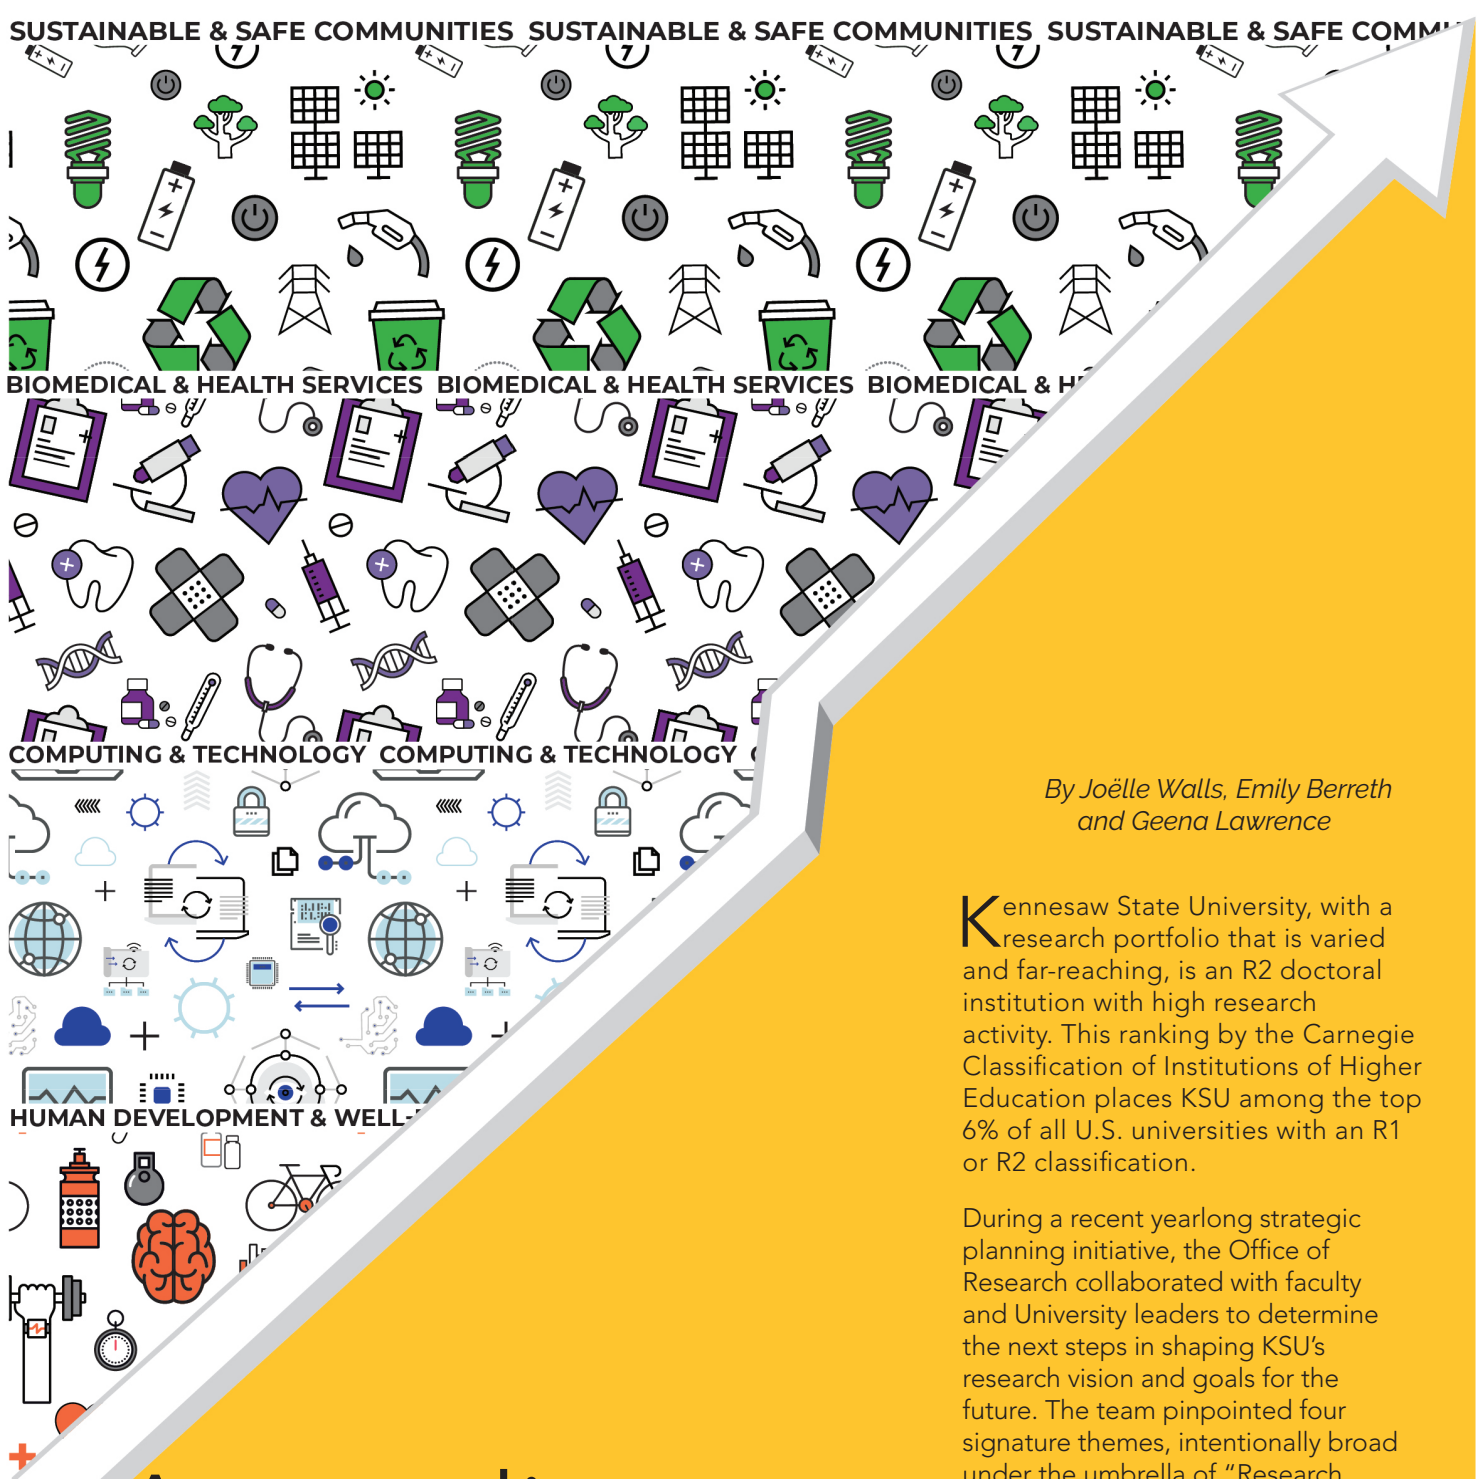 SUSTAINABLE & SAFE COMMUNITIES SUSTAINABLE & SAFE COMMUNITIES SUSTAINABLE & SAFE
BIOMEDICAL & HEALTH SERVICES BIOMEDICAL & HEALTH SERVICES BIOMEDICAL &
COMPUTING & TECHNOLOGY COMPUTING & TECHNOLOGY
HUMAN DEVELOPMENT & WELL-
By Joëlle Walls, Emily Berreth
and Geena Lawrence
Kennesaw State University, with a
research portfolio that is varied
and far-reaching, is an R2 doctoral
institution with high research
activity. This ranking by the Carnegie
Classification of Institutions of Higher
Education places KSU among the top
6% of all U.S. universities with an R1
or R2 classification.
During a recent yearlong strategic
planning initiative, the Office of
Research collaborated with faculty
and University leaders to determine
the next steps in shaping KSU's
research vision and goals for the
future. The team pinpointed four
signature themes, intentionally broad
under the umbrella of "Research